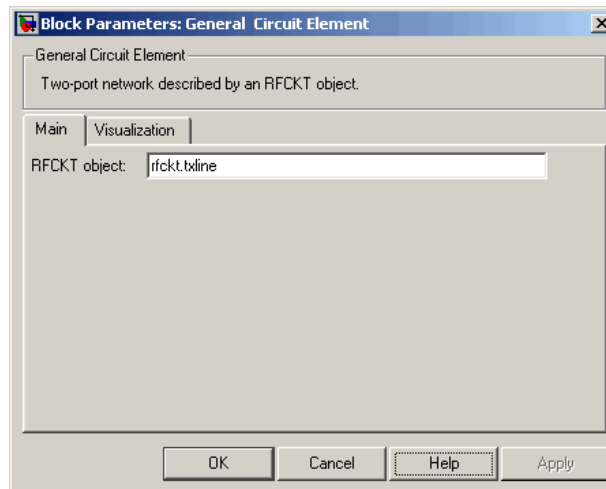 Block Parameters: General Circuit Element
General Circuit Element
Two-port network described by an RFCKT object.
Main Visualization
RFCKT object: rfckt.txline
OK Cancel Help Apply